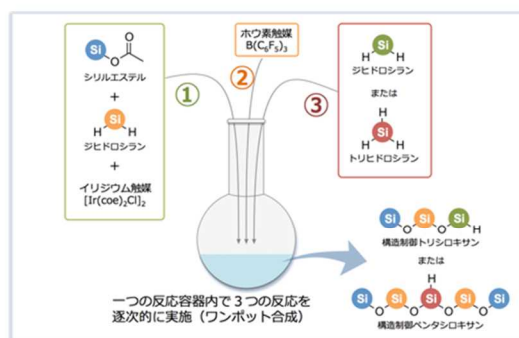 Si
O
O
シリルエステル
+
H Si H
ジヒドロシラン
+
イリジウム触媒
[Ir(coe)₂Cl]₂
①
ホウ素触媒
B(C₆F₅)₃
②
③
H Si H
ジヒドロシラン
または
H
H Si H
トリヒドロシラン
一つの反応容器内で3つの反応を
逐次的に実施（ワンポット合成）
Si O Si O Si H
構造制御トリシロキサン
または
H
Si O Si O Si O Si O Si
構造制御ペンタシロキサン